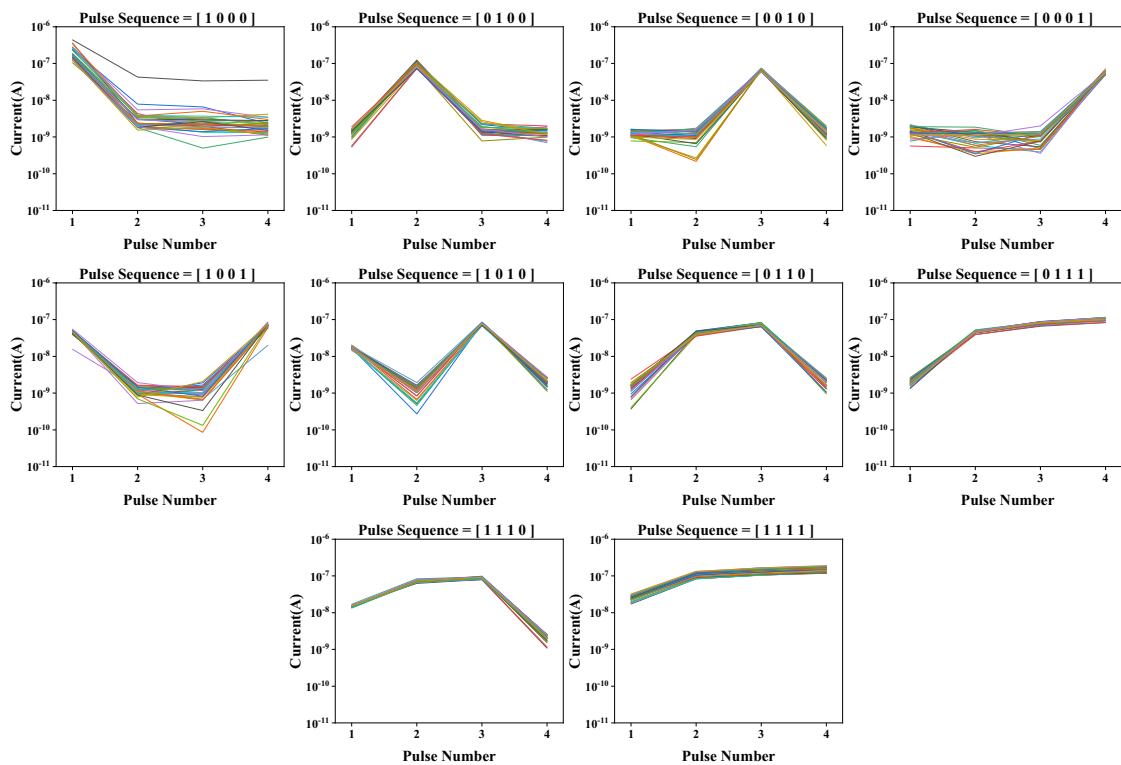 Pulse Sequence = [ 1 0 0 0 ]
Current(A)
10⁻⁶
10⁻⁷
10⁻⁸
10⁻⁹
10⁻¹⁰
10⁻¹¹
1 2 3 4
Pulse Number
Pulse Sequence = [ 0 1 0 0 ]
Current(A)
10⁻⁶
10⁻⁷
10⁻⁸
10⁻⁹
10⁻¹⁰
10⁻¹¹
1 2 3 4
Pulse Number
Pulse Sequence = [ 0 0 1 0 ]
Current(A)
10⁻⁶
10⁻⁷
10⁻⁸
10⁻⁹
10⁻¹⁰
10⁻¹¹
1 2 3 4
Pulse Number
Pulse Sequence = [ 0 0 0 1 ]
Current(A)
10⁻⁶
10⁻⁷
10⁻⁸
10⁻⁹
10⁻¹⁰
10⁻¹¹
1 2 3 4
Pulse Number
Pulse Sequence = [ 1 0 0 1 ]
Current(A)
10⁻⁶
10⁻⁷
10⁻⁸
10⁻⁹
10⁻¹⁰
10⁻¹¹
1 2 3 4
Pulse Number
Pulse Sequence = [ 1 0 1 0 ]
Current(A)
10⁻⁶
10⁻⁷
10⁻⁸
10⁻⁹
10⁻¹⁰
10⁻¹¹
1 2 3 4
Pulse Number
Pulse Sequence = [ 0 1 1 0 ]
Current(A)
10⁻⁶
10⁻⁷
10⁻⁸
10⁻⁹
10⁻¹⁰
10⁻¹¹
1 2 3 4
Pulse Number
Pulse Sequence = [ 0 1 1 1 ]
Current(A)
10⁻⁶
10⁻⁷
10⁻⁸
10⁻⁹
10⁻¹⁰
10⁻¹¹
1 2 3 4
Pulse Number
Pulse Sequence = [ 1 1 1 0 ]
Current(A)
10⁻⁶
10⁻⁷
10⁻⁸
10⁻⁹
10⁻¹⁰
10⁻¹¹
1 2 3 4
Pulse Number
Pulse Sequence = [ 1 1 1 1 ]
Current(A)
10⁻⁶
10⁻⁷
10⁻⁸
10⁻⁹
10⁻¹⁰
10⁻¹¹
1 2 3 4
Pulse Number